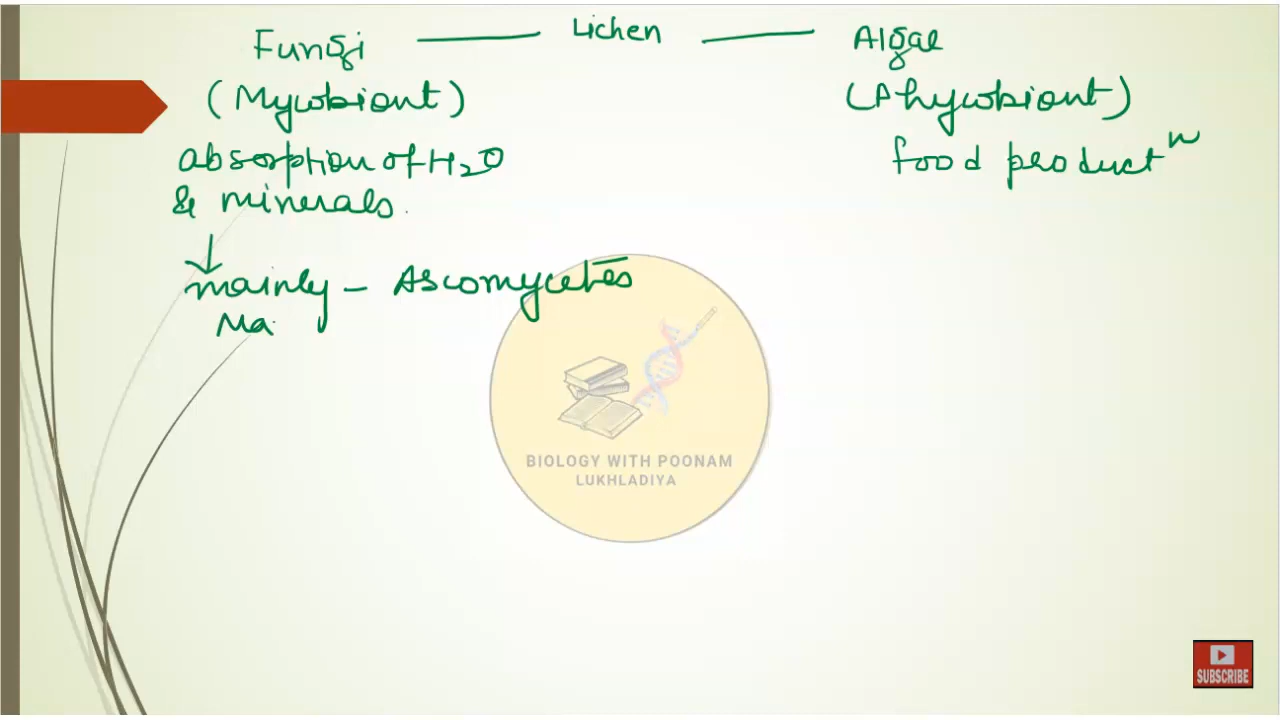 Fungi — Lichen — Algae
(Mycobiont) (Phycobiont)
absorption of H₂O food productⁿ
& minerals.
↓
mainly - Ascomycetes
Ma
BIOLOGY WITH POONAM
LUKHLADIYA
SUBSCRIBE